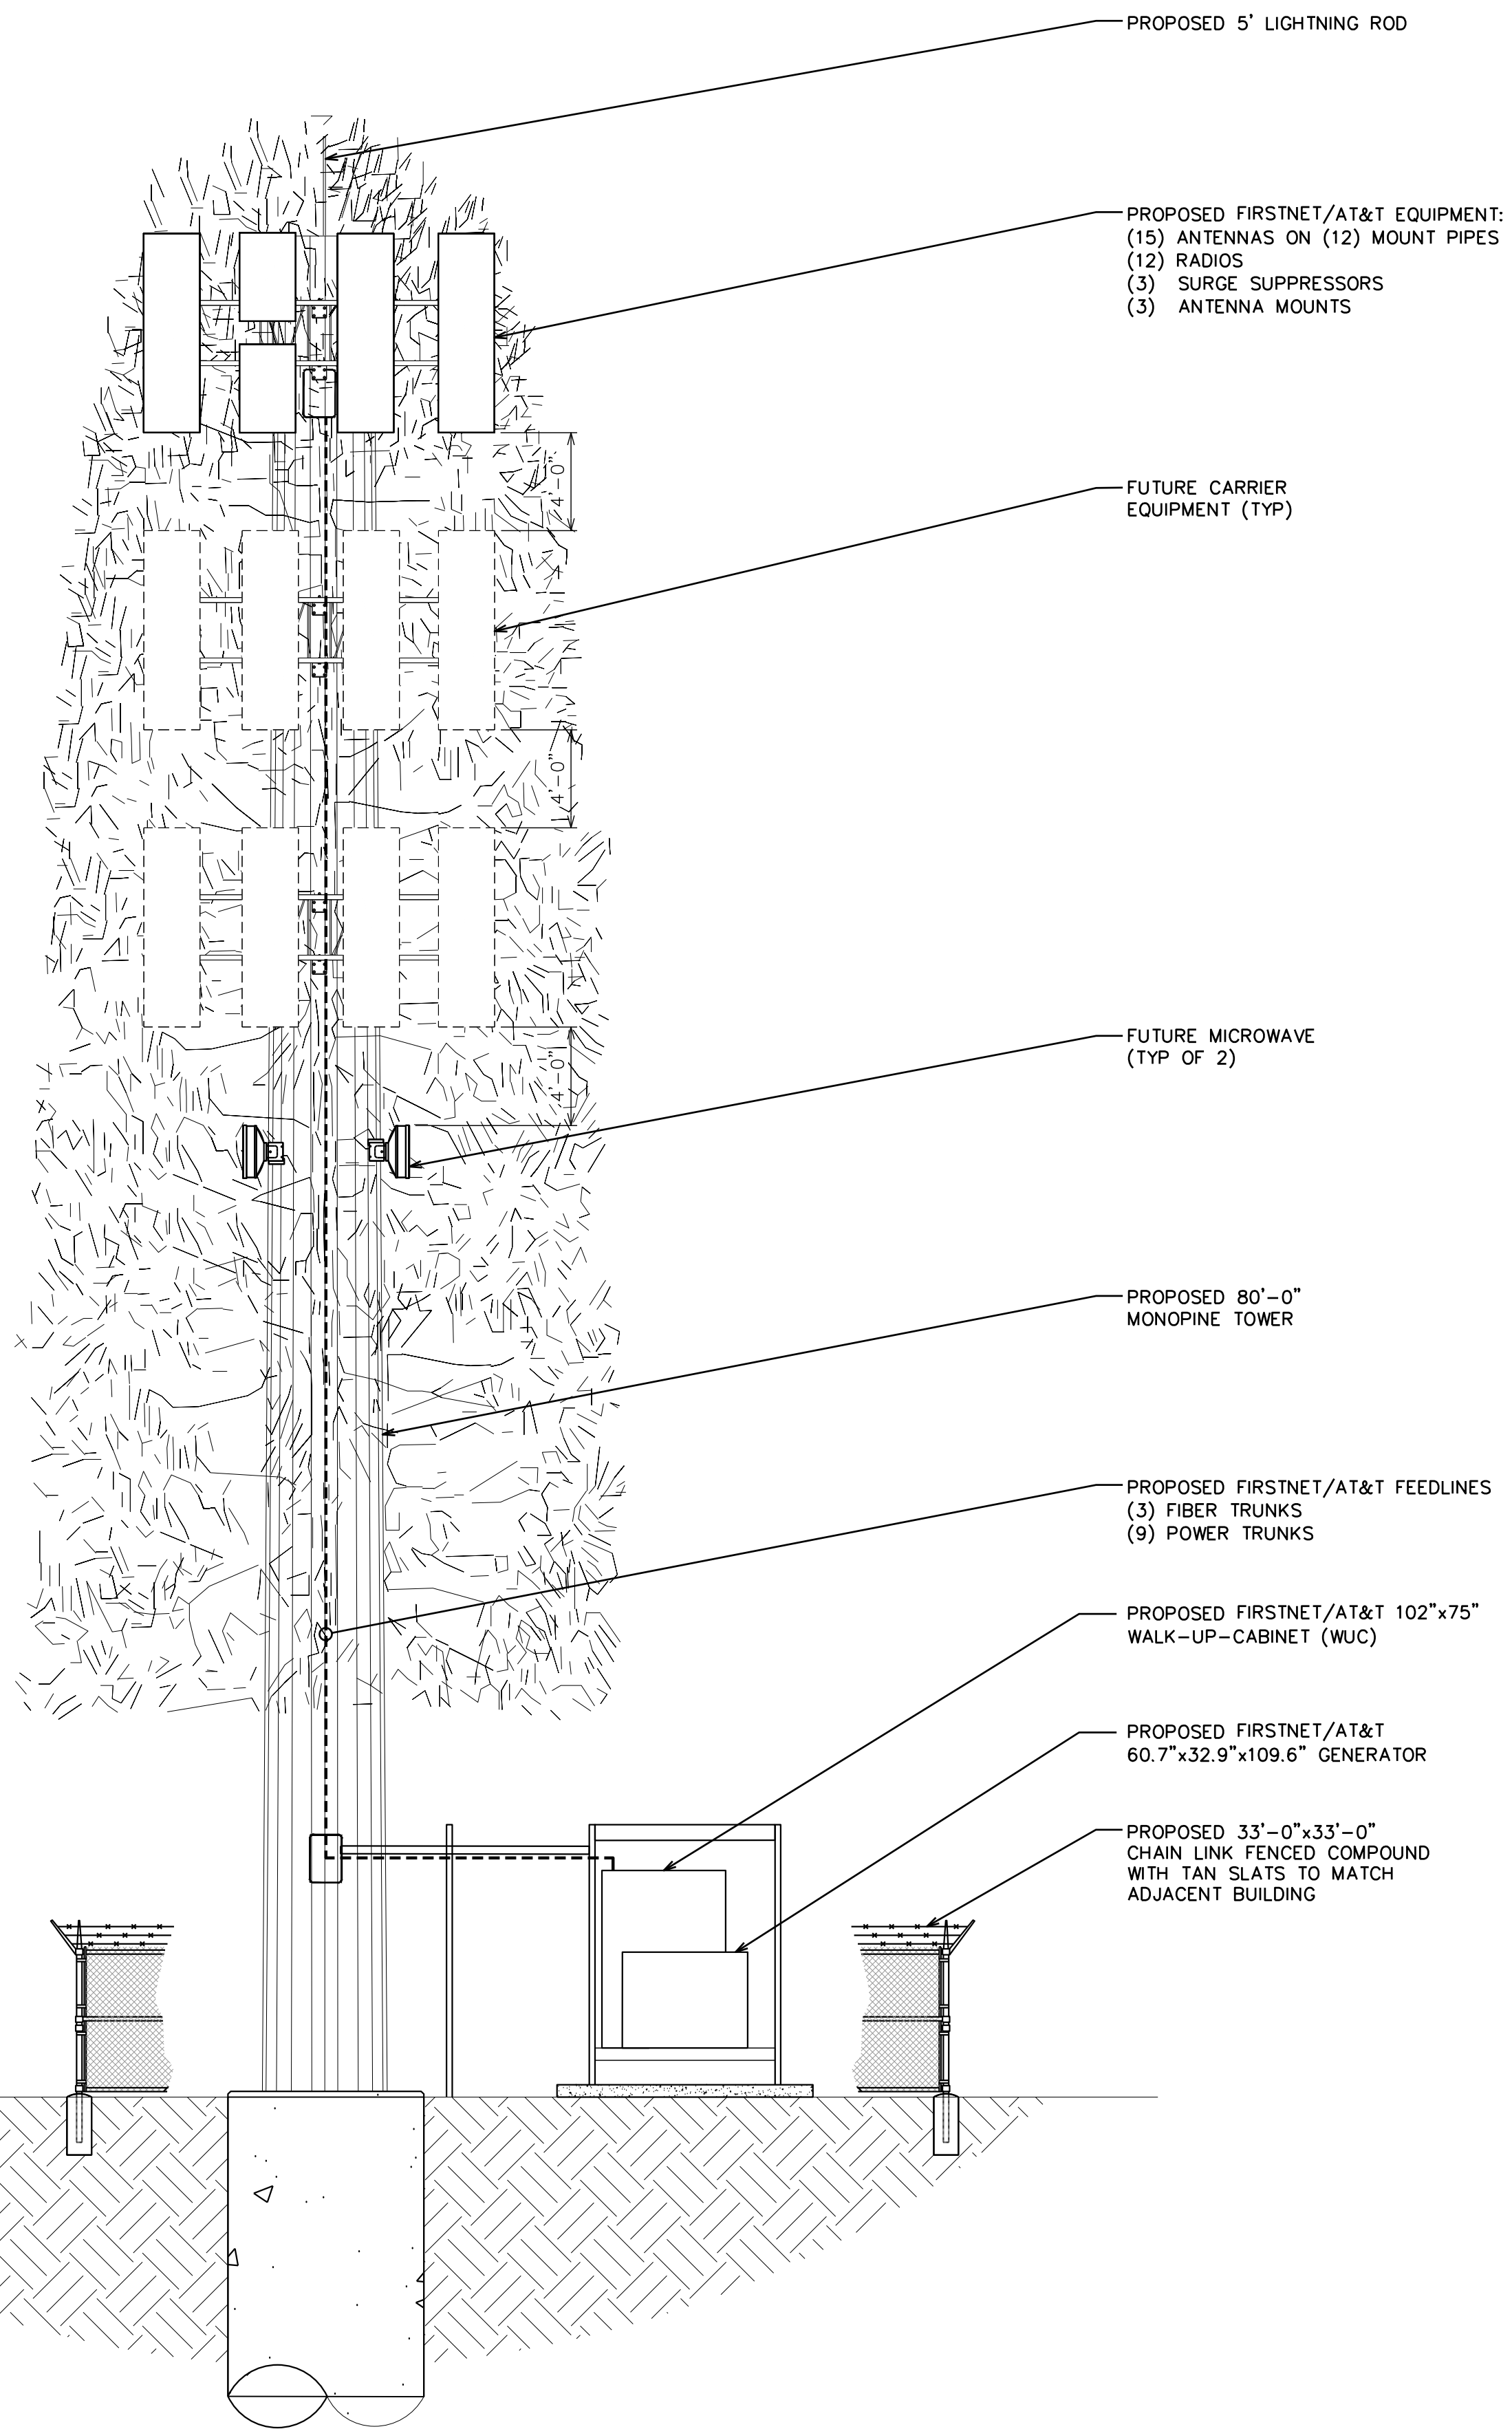 PROPOSED 5' LIGHTNING ROD
PROPOSED FIRSTNET/AT&T EQUIPMENT:
(15) ANTENNAS ON (12) MOUNT PIPES
(12) RADIOS
(3) SURGE SUPPRESSORS
(3) ANTENNA MOUNTS
4'-0"
FUTURE CARRIER
EQUIPMENT (TYP)
4'-0"
FUTURE MICROWAVE
(TYP OF 2)
4'-0"
PROPOSED 80'-0"
MONOPINE TOWER
PROPOSED FIRSTNET/AT&T FEEDLINES
(3) FIBER TRUNKS
(9) POWER TRUNKS
PROPOSED FIRSTNET/AT&T 102"x75"
WALK-UP-CABINET (WUC)
PROPOSED FIRSTNET/AT&T
60.7"x32.9"x109.6" GENERATOR
PROPOSED 33'-0"x33'-0"
CHAIN LINK FENCED COMPOUND
WITH TAN SLATS TO MATCH
ADJACENT BUILDING